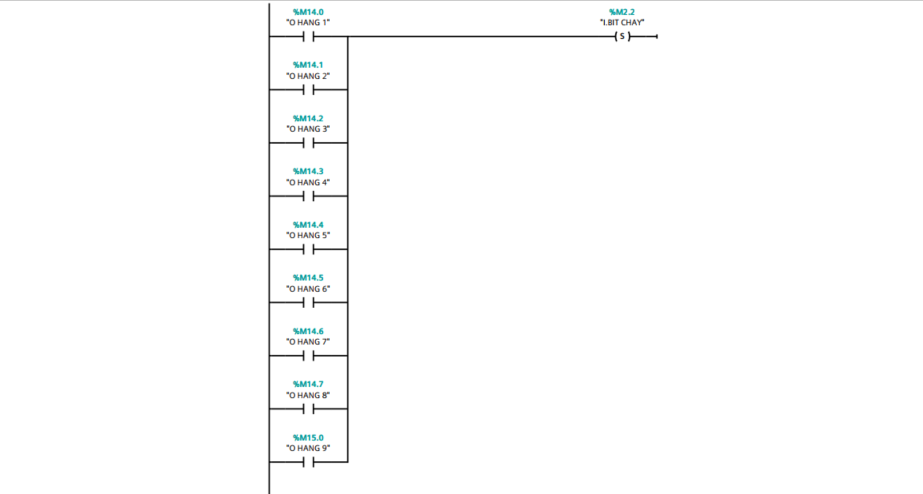 %M14.0
"O HANG 1"
%M2.2
"I.BIT CHAY"
S
%M14.1
"O HANG 2"
%M14.2
"O HANG 3"
%M14.3
"O HANG 4"
%M14.4
"O HANG 5"
%M14.5
"O HANG 6"
%M14.6
"O HANG 7"
%M14.7
"O HANG 8"
%M15.0
"O HANG 9"